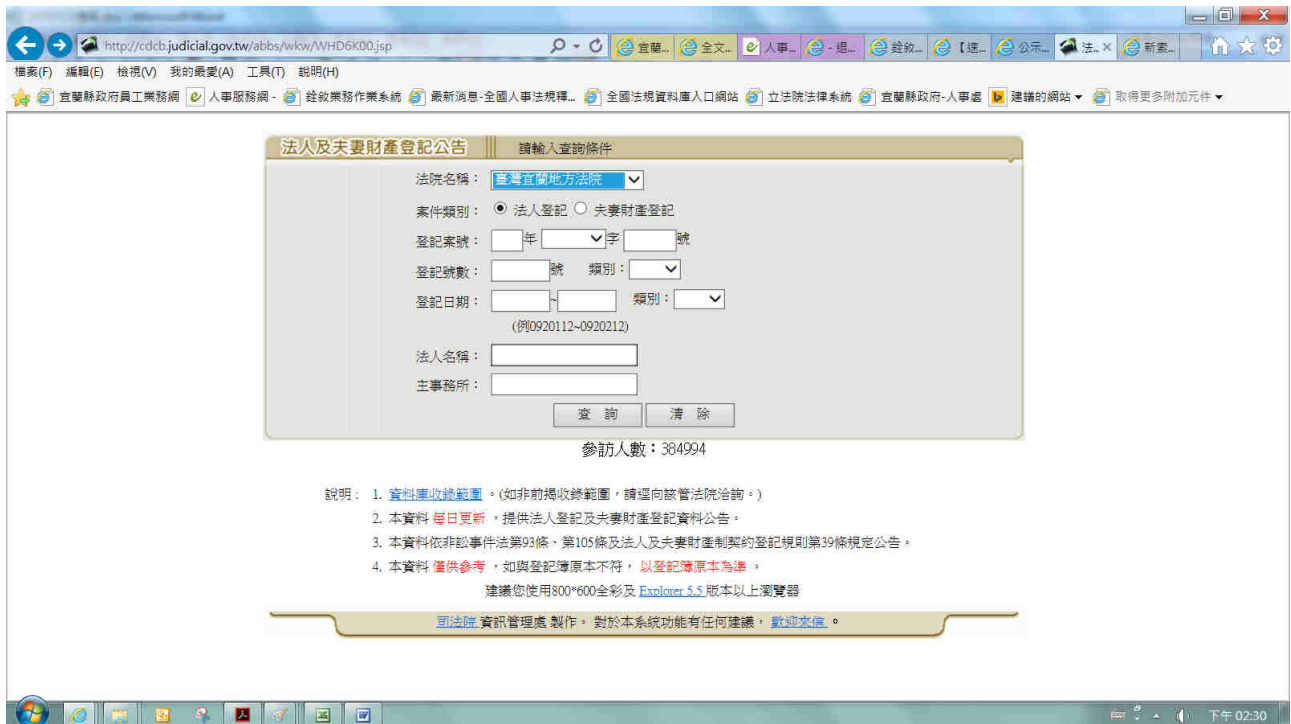 http://cdcb.judicial.gov.tw/abbs/wkw/WHD6K00.jsp
宜蘭...
全文...
人事...
- 退...
銓敘...
【速...
公示...
法...
新索...
檔案(F) 編輯(E) 檢視(V) 我的最愛(A) 工具(T) 說明(H)
宜蘭縣政府員工業務網 人事服務網 - 銓敘業務作業系統 最新消息-全國人事法規釋... 全國法規資料庫入口網站 立法院法律系統 宜蘭縣政府-人事處 建議的網站 取得更多附加元件
法人及夫妻財產登記公告 請輸入查詢條件
法院名稱： 臺灣宜蘭地方法院
案件類別： 法人登記 夫妻財產登記
登記案號： 年 字 號
登記號數： 號 類別：
登記日期： ~ 類別：
(例0920112~0920212)
法人名稱：
主事務所：
查 詢 清 除
參訪人數：384994
說明： 1. 資料庫收錄範圍 。(如非前揭收錄範圍，請逕向該管法院洽詢。)
2. 本資料 每日更新 ，提供法人登記及夫妻財產登記資料公告。
3. 本資料依非訟事件法第93條、第105條及法人及夫妻財產制契約登記規則第39條規定公告。
4. 本資料 僅供參考 ，如與登記簿原本不符， 以登記簿原本為準 。
建議您使用800*600全彩及 Explorer 5.5 版本以上瀏覽器
司法院 資訊管理處 製作。對於本系統功能有任何建議， 歡迎來信 。
下午 02:30